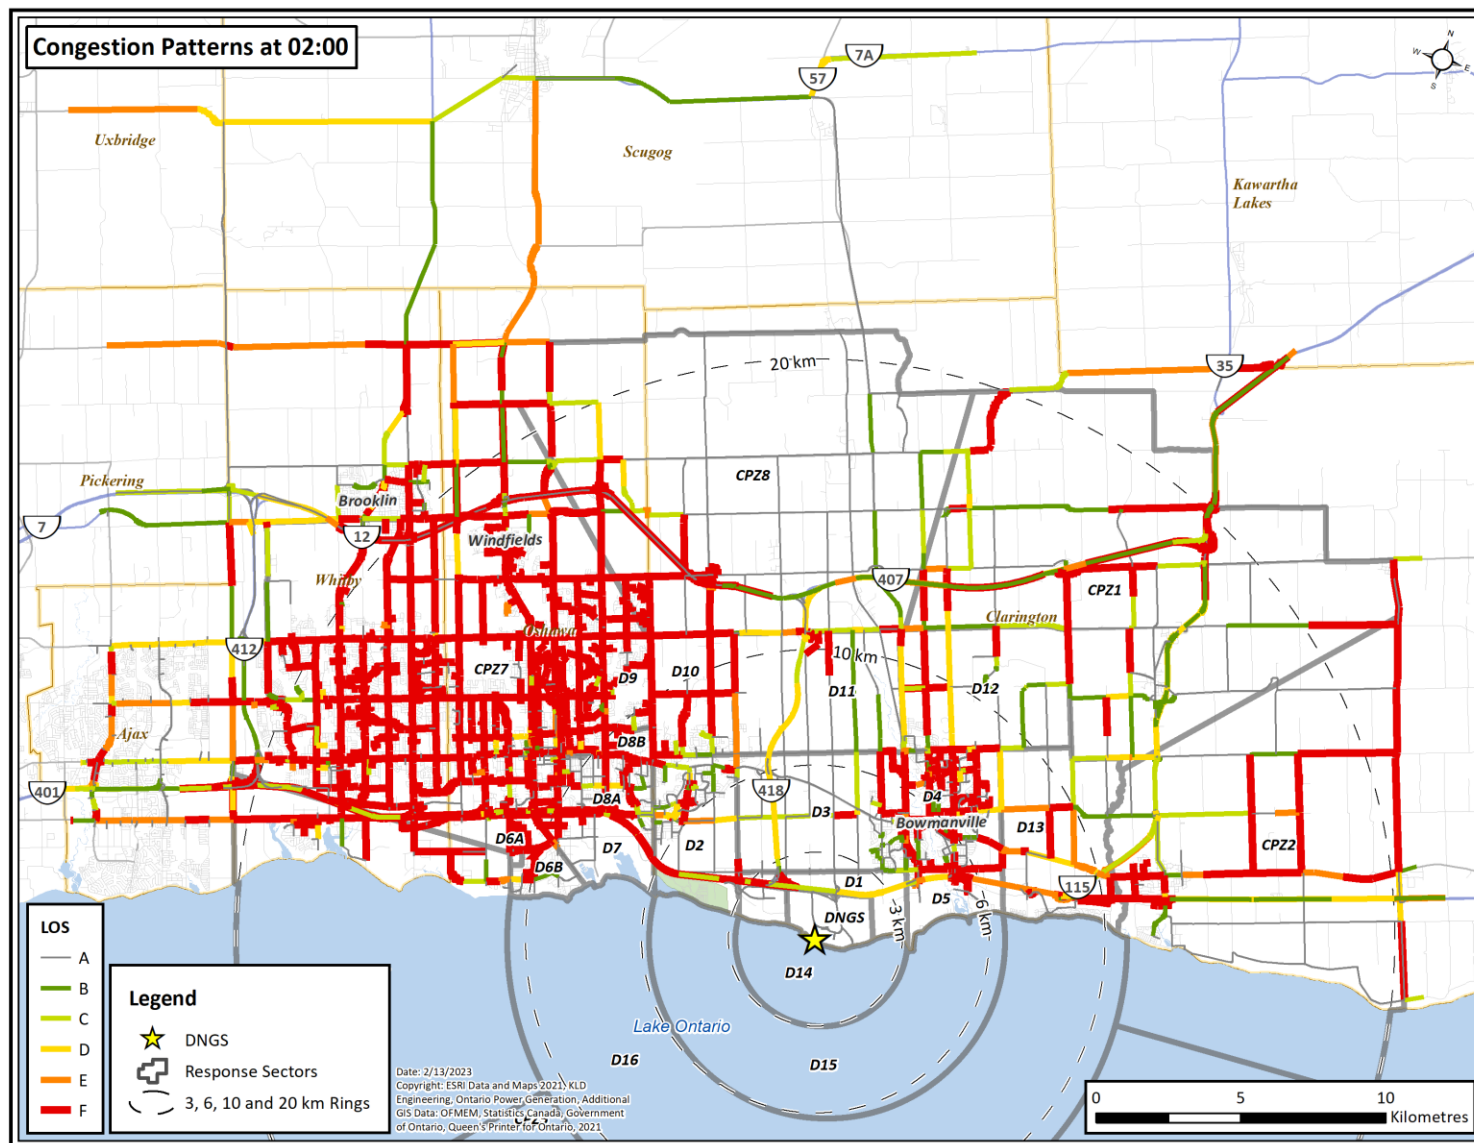 Congestion Patterns at 02:00
N
W
E
S
7A
57
Uxbridge
Scugog
Kawartha
Lakes
20 km
35
Pickering
CPZ8
Brooklin
7
12
Windfields
407
CPZ1
Whitby
Clarington
Oshawa
412
10 km
CPZ7
D9
D10
D11
D12
Ajax
D8B
401
418
D8A
D3
D4
Bowmanville
D13
D6A
D7
D2
CPZ2
D6B
D1
115
D5
DNGS
3 km
6 km
D14
Lake Ontario
D16
D15
LOS
A
B
C
D
E
F
Legend
DNGS
Response Sectors
3, 6, 10 and 20 km Rings
Date: 2/13/2023
Copyright: ESRI Data and Maps 2021, KLD
Engineering, Ontario Power Generation, Additional
GIS Data: OFMEM, Statistics Canada, Government
of Ontario, Queen's Printer for Ontario, 2021
0
5
10
Kilometres